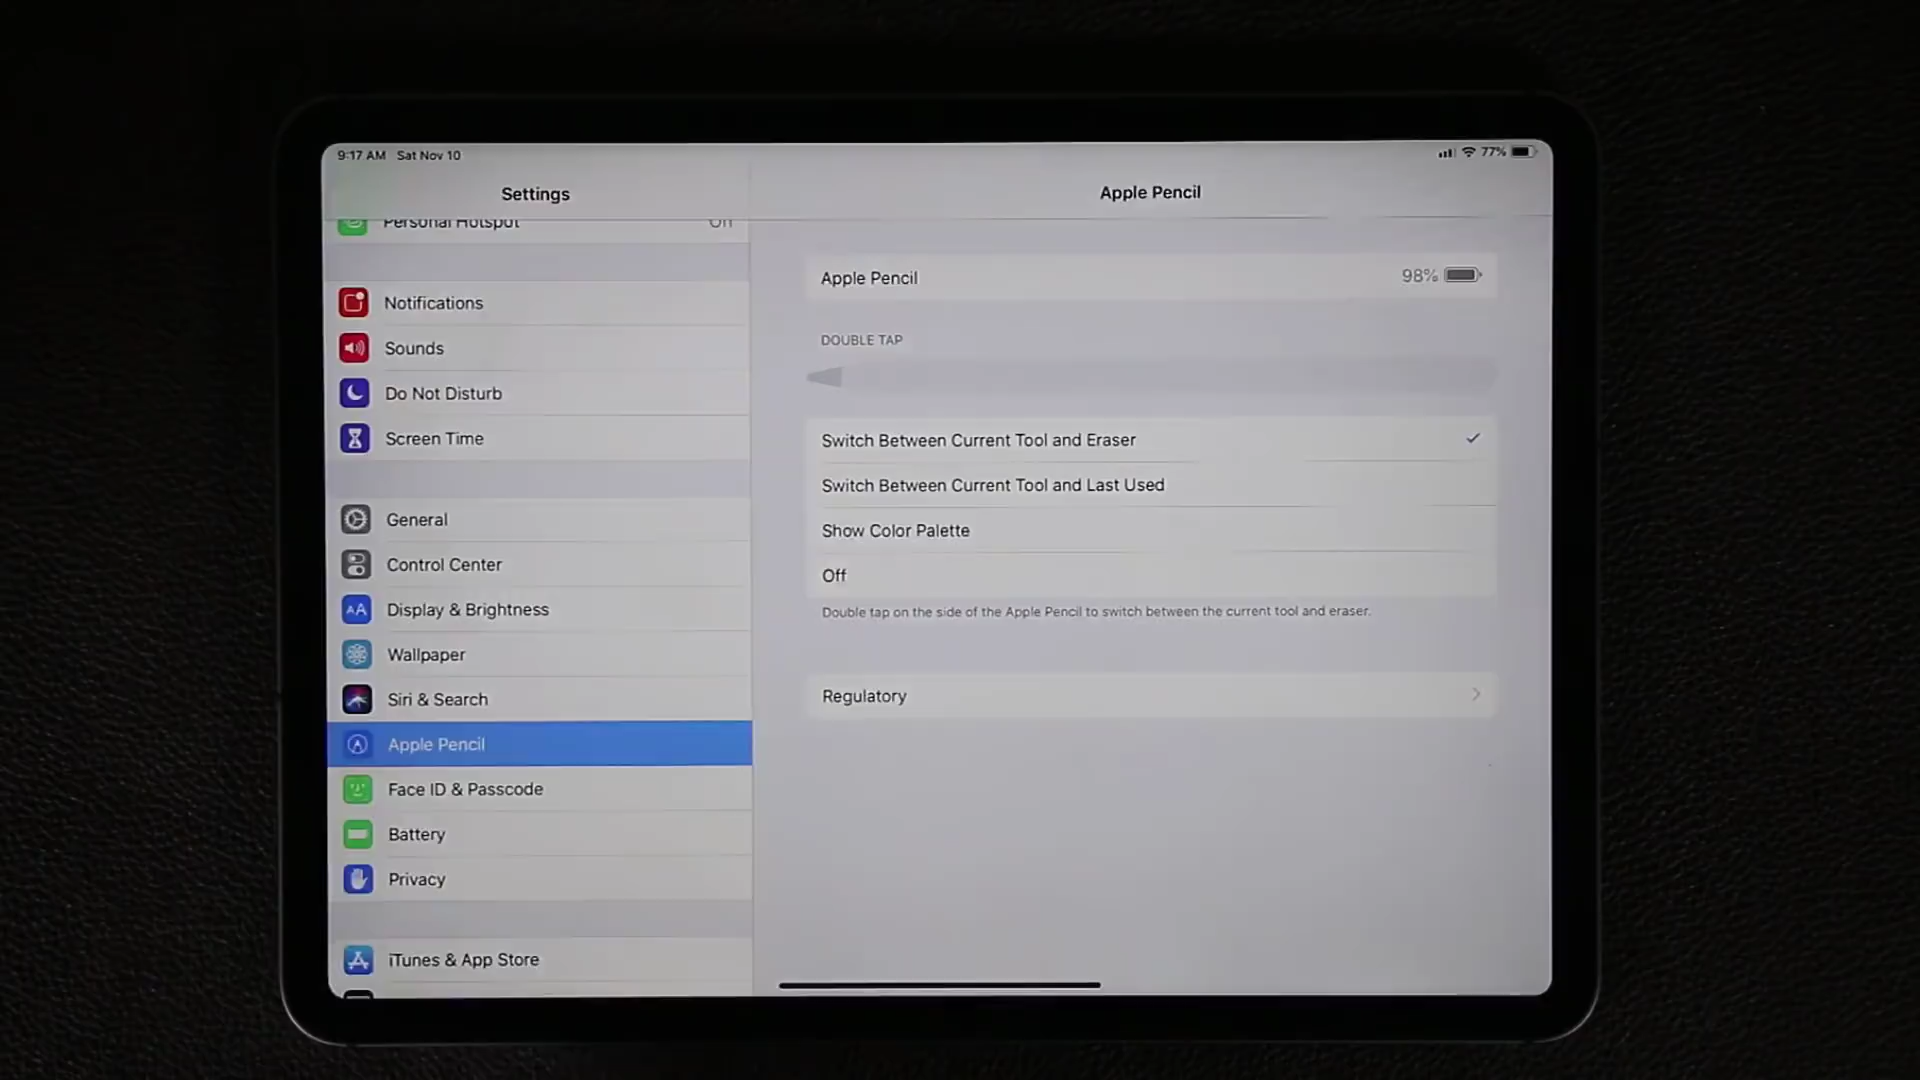 9:17 AM Sat Nov 10
77%
Settings
Apple Pencil
Personal Hotspot Off
Notifications
Sounds
Do Not Disturb
Screen Time
General
Control Center
Display & Brightness
Wallpaper
Siri & Search
Apple Pencil
Face ID & Passcode
Battery
Privacy
iTunes & App Store
Apple Pencil 98%
DOUBLE TAP
Switch Between Current Tool and Eraser
Switch Between Current Tool and Last Used
Show Color Palette
Off
Double tap on the side of the Apple Pencil to switch between the current tool and eraser.
Regulatory